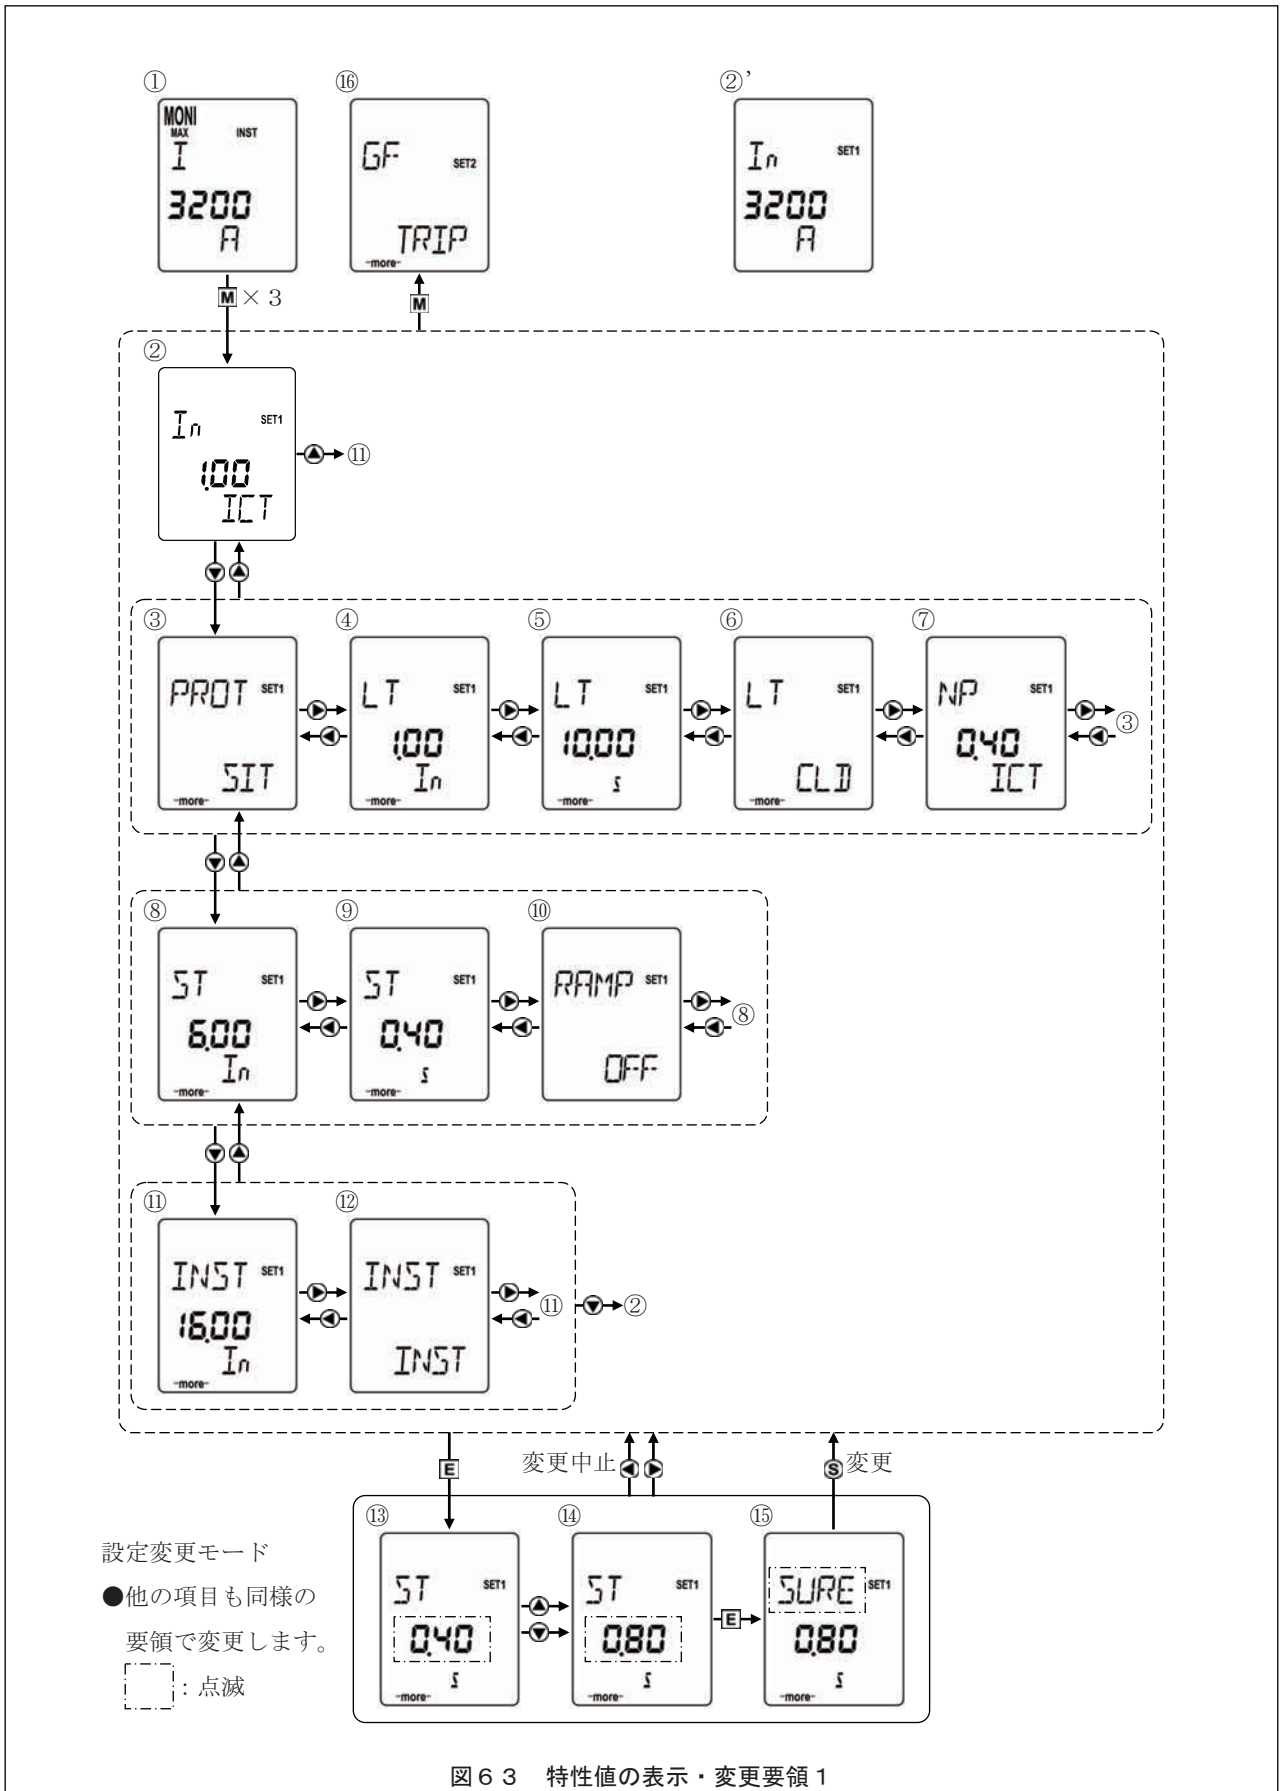 ① ⑯ ②'
MONI
MAX INST
I
3200
A
GF SET2
TRIP
-more-
In SET1
3200
A
M × 3
M
②
In SET1
1.00
ICT
▲ ⑪
▼ ▲
③ ④ ⑤ ⑥ ⑦
PROT SET1
SIT
-more-
LT SET1
1.00
In
-more-
LT SET1
10.00
s
-more-
LT SET1
CLD
-more-
NP SET1
0.40
ICT
③
▼ ▲
⑧ ⑨ ⑩
ST SET1
6.00
In
-more-
ST SET1
0.40
s
-more-
RAMP SET1
OFF
⑧
▼ ▲
⑪ ⑫
INST SET1
16.00
In
-more-
INST SET1
INST
⑪
▼ ②
E
変更中止
S 変更
⑬ ⑭ ⑮
ST SET1
0.40
s
-more-
ST SET1
0.80
s
-more-
E
SURE SET1
0.80
s
-more-
設定変更モード
●他の項目も同様の
要領で変更します。
：点滅
図６３　特性値の表示・変更要領１